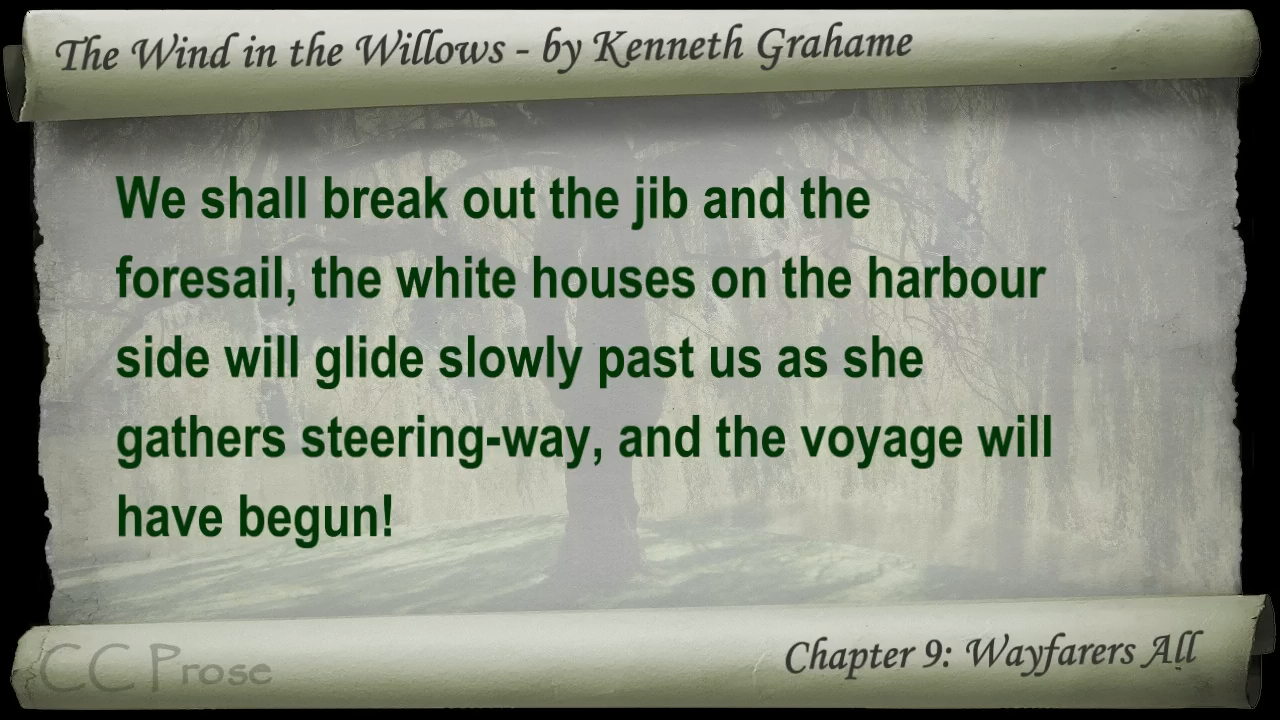 The Wind in the Willows - by Kenneth Grahame
We shall break out the jib and the
foresail, the white houses on the harbour
side will glide slowly past us as she
gathers steering-way, and the voyage will
have begun!
CC Prose
Chapter 9: Wayfarers All